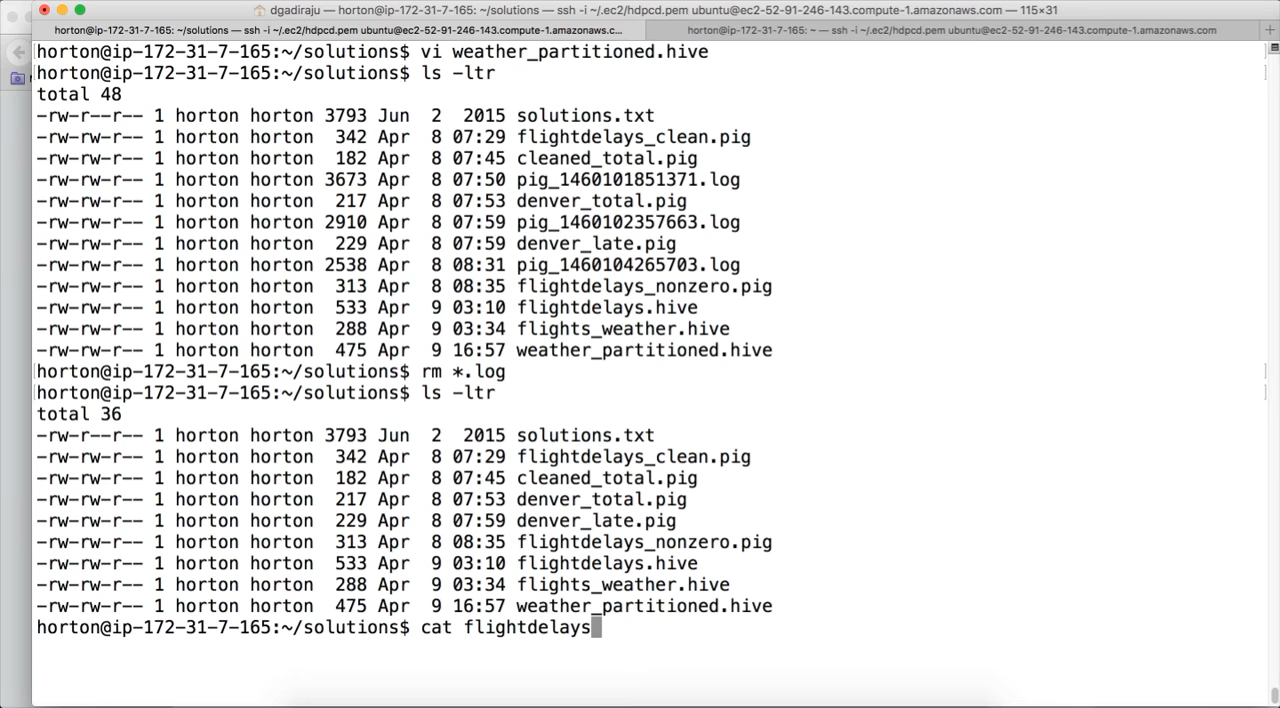 dgadiraju — horton@ip-172-31-7-165: ~/solutions — ssh -i ~/.ec2/hdpcd.pem ubuntu@ec2-52-91-246-143.compute-1.amazonaws.com — 115×31
horton@ip-172-31-7-165: ~/solutions — ssh -i ~/.ec2/hdpcd.pem ubuntu@ec2-52-91-246-143.compute-1.amazonaws.c... horton@ip-172-31-7-165: ~ — ssh -i ~/.ec2/hdpcd.pem ubuntu@ec2-52-91-246-143.compute-1.amazonaws.com
horton@ip-172-31-7-165:~/solutions$ vi weather_partitioned.hive
horton@ip-172-31-7-165:~/solutions$ ls -ltr
total 48
-rw-r--r-- 1 horton horton 3793 Jun  2  2015 solutions.txt
-rw-rw-r-- 1 horton horton  342 Apr  8 07:29 flightdelays_clean.pig
-rw-rw-r-- 1 horton horton  182 Apr  8 07:45 cleaned_total.pig
-rw-rw-r-- 1 horton horton 3673 Apr  8 07:50 pig_1460101851371.log
-rw-rw-r-- 1 horton horton  217 Apr  8 07:53 denver_total.pig
-rw-rw-r-- 1 horton horton 2910 Apr  8 07:59 pig_1460102357663.log
-rw-rw-r-- 1 horton horton  229 Apr  8 07:59 denver_late.pig
-rw-rw-r-- 1 horton horton 2538 Apr  8 08:31 pig_1460104265703.log
-rw-rw-r-- 1 horton horton  313 Apr  8 08:35 flightdelays_nonzero.pig
-rw-rw-r-- 1 horton horton  533 Apr  9 03:10 flightdelays.hive
-rw-rw-r-- 1 horton horton  288 Apr  9 03:34 flights_weather.hive
-rw-rw-r-- 1 horton horton  475 Apr  9 16:57 weather_partitioned.hive
horton@ip-172-31-7-165:~/solutions$ rm *.log
horton@ip-172-31-7-165:~/solutions$ ls -ltr
total 36
-rw-r--r-- 1 horton horton 3793 Jun  2  2015 solutions.txt
-rw-rw-r-- 1 horton horton  342 Apr  8 07:29 flightdelays_clean.pig
-rw-rw-r-- 1 horton horton  182 Apr  8 07:45 cleaned_total.pig
-rw-rw-r-- 1 horton horton  217 Apr  8 07:53 denver_total.pig
-rw-rw-r-- 1 horton horton  229 Apr  8 07:59 denver_late.pig
-rw-rw-r-- 1 horton horton  313 Apr  8 08:35 flightdelays_nonzero.pig
-rw-rw-r-- 1 horton horton  533 Apr  9 03:10 flightdelays.hive
-rw-rw-r-- 1 horton horton  288 Apr  9 03:34 flights_weather.hive
-rw-rw-r-- 1 horton horton  475 Apr  9 16:57 weather_partitioned.hive
horton@ip-172-31-7-165:~/solutions$ cat flightdelays